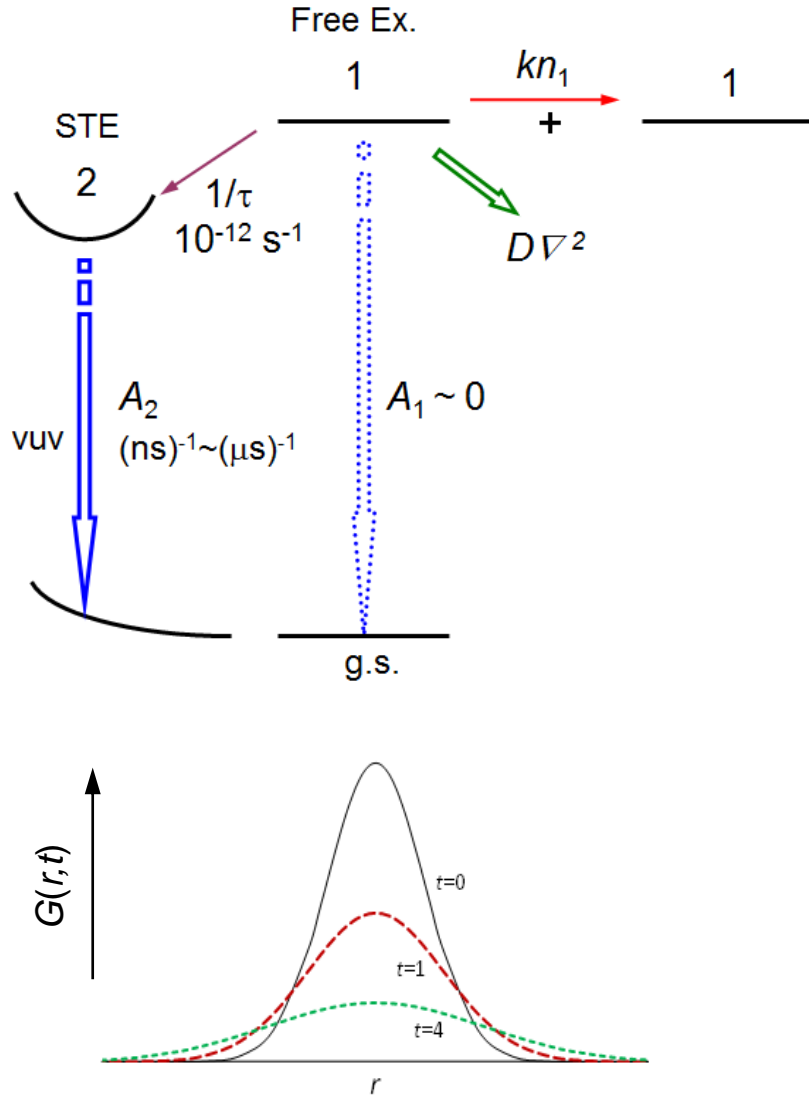 Free Ex.
1
kn₁
1
+
STE
2
1/τ
10⁻¹² s⁻¹
D∇²
A₂
(ns)⁻¹~(μs)⁻¹
A₁ ~ 0
vuv
g.s.
G(r,t)
t=0
t=1
t=4
r